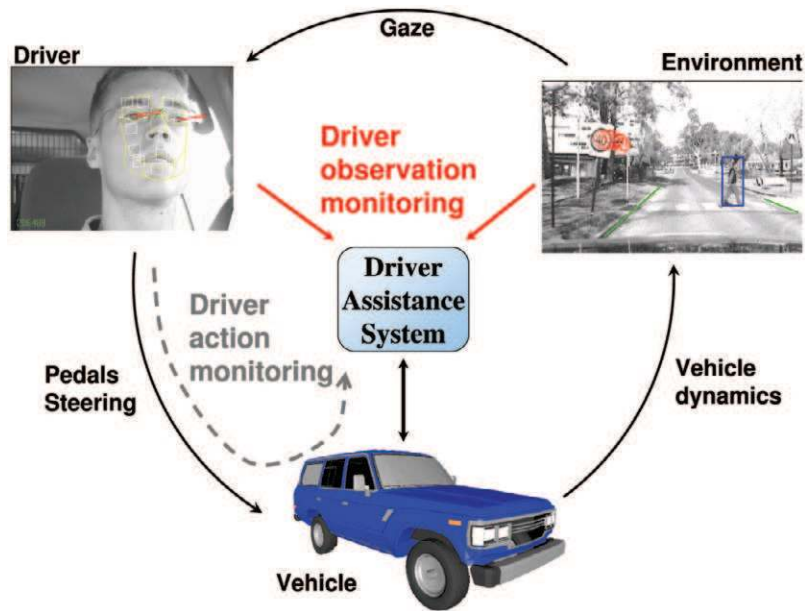 Gaze
Driver
Environment
Driver
observation
monitoring
Driver
Assistance
System
Driver
action
monitoring
Pedals
Steering
Vehicle
dynamics
Vehicle